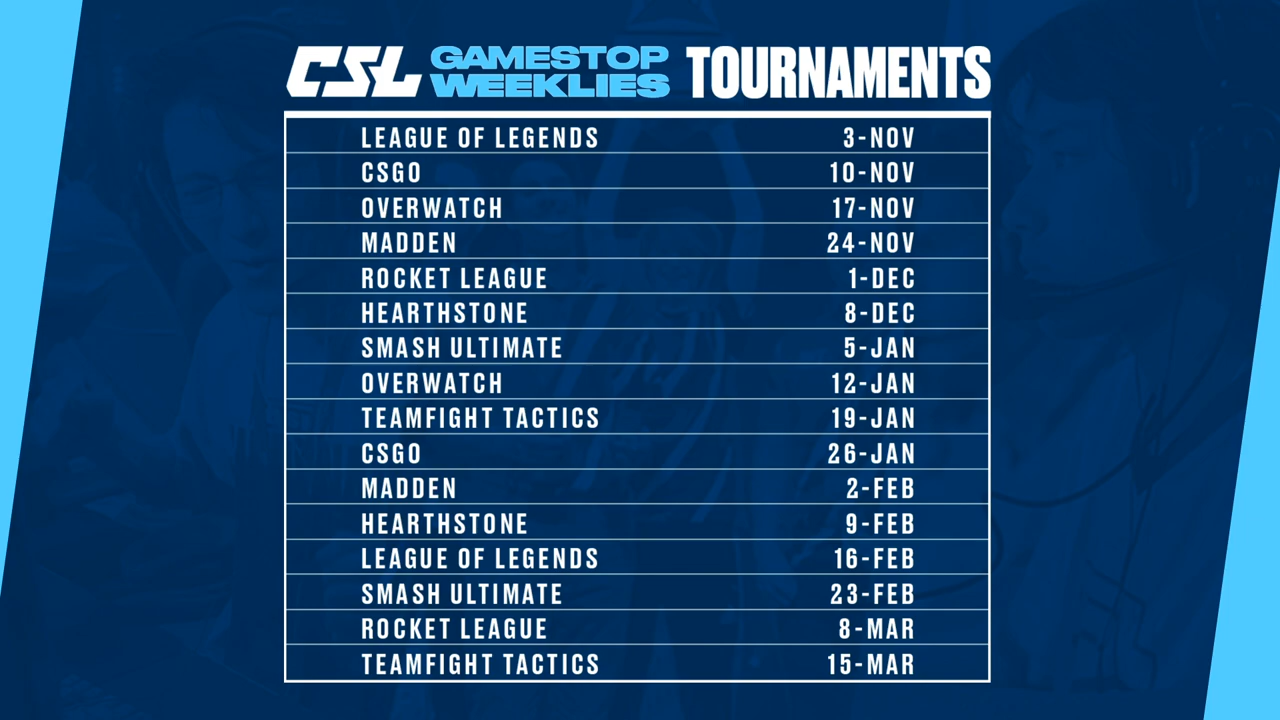 CSL GAMESTOP WEEKLIES TOURNAMENTS
LEAGUE OF LEGENDS 3-NOV
CSGO 10-NOV
OVERWATCH 17-NOV
MADDEN 24-NOV
ROCKET LEAGUE 1-DEC
HEARTHSTONE 8-DEC
SMASH ULTIMATE 5-JAN
OVERWATCH 12-JAN
TEAMFIGHT TACTICS 19-JAN
CSGO 26-JAN
MADDEN 2-FEB
HEARTHSTONE 9-FEB
LEAGUE OF LEGENDS 16-FEB
SMASH ULTIMATE 23-FEB
ROCKET LEAGUE 8-MAR
TEAMFIGHT TACTICS 15-MAR